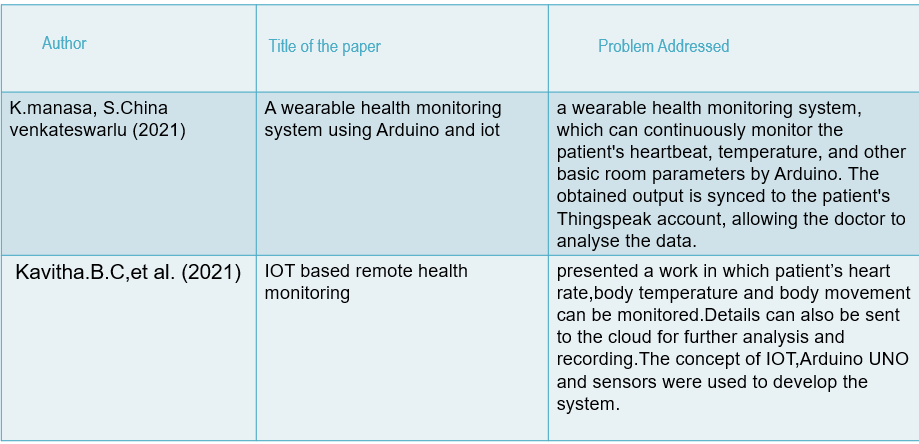 Author
Title of the paper
Problem Addressed
K.manasa, S.China
venkateswarlu (2021)
A wearable health monitoring
system using Arduino and iot
a wearable health monitoring system,
which can continuously monitor the
patient's heartbeat, temperature, and other
basic room parameters by Arduino. The
obtained output is synced to the patient's
Thingspeak account, allowing the doctor to
analyse the data.
Kavitha.B.C,et al. (2021)
IOT based remote health
monitoring
presented a work in which patient’s heart
rate,body temperature and body movement
can be monitored.Details can also be sent
to the cloud for further analysis and
recording.The concept of IOT,Arduino UNO
and sensors were used to develop the
system.